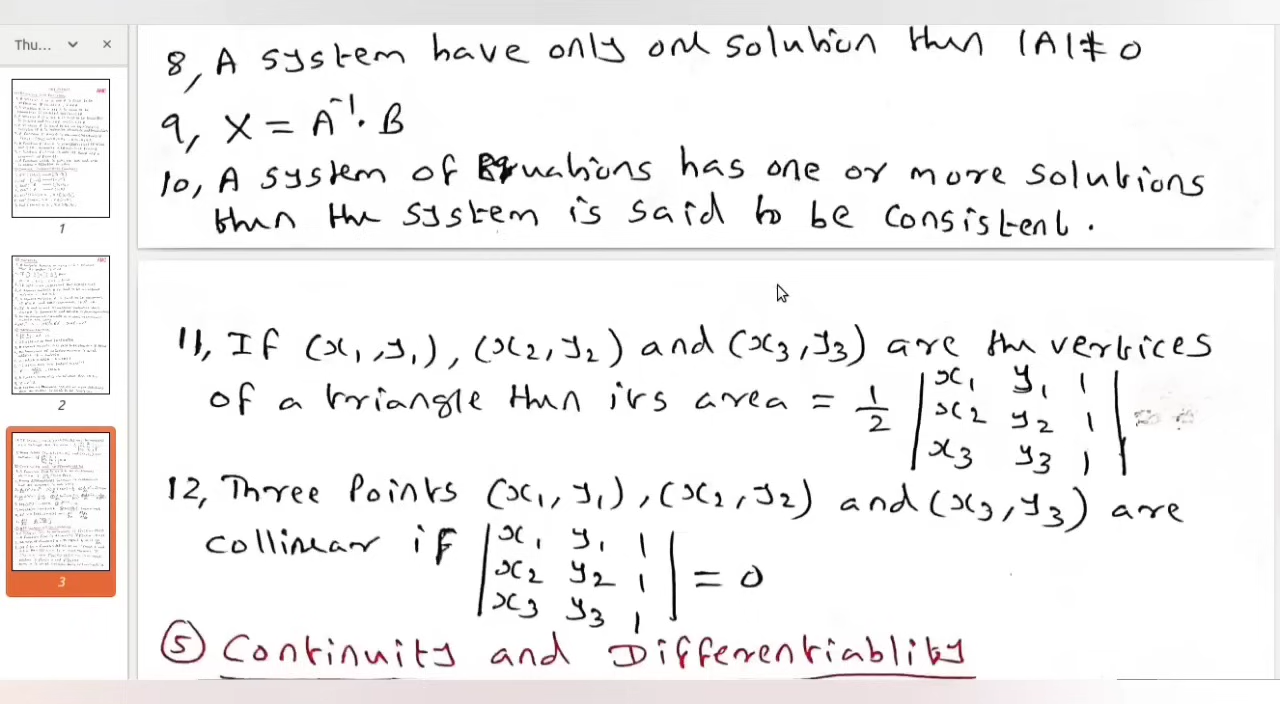 Thu...
1
2
3
8, A system have only one solution then |A| ≠ 0
9, X = A⁻¹. B
10, A system of Equations has one or more solutions
then the system is said to be consistent.
11, If (x₁,y₁), (x₂,y₂) and (x₃,y₃) are the vertices
of a triangle then its area = 1/2 | x₁ y₁ 1 |
| x₂ y₂ 1 |
| x₃ y₃ 1 |
12, Three Points (x₁,y₁), (x₂,y₂) and (x₃,y₃) are
collinear if | x₁ y₁ 1 |
| x₂ y₂ 1 | = 0
| x₃ y₃ 1 |
⑤ Continuity and Differentiablity